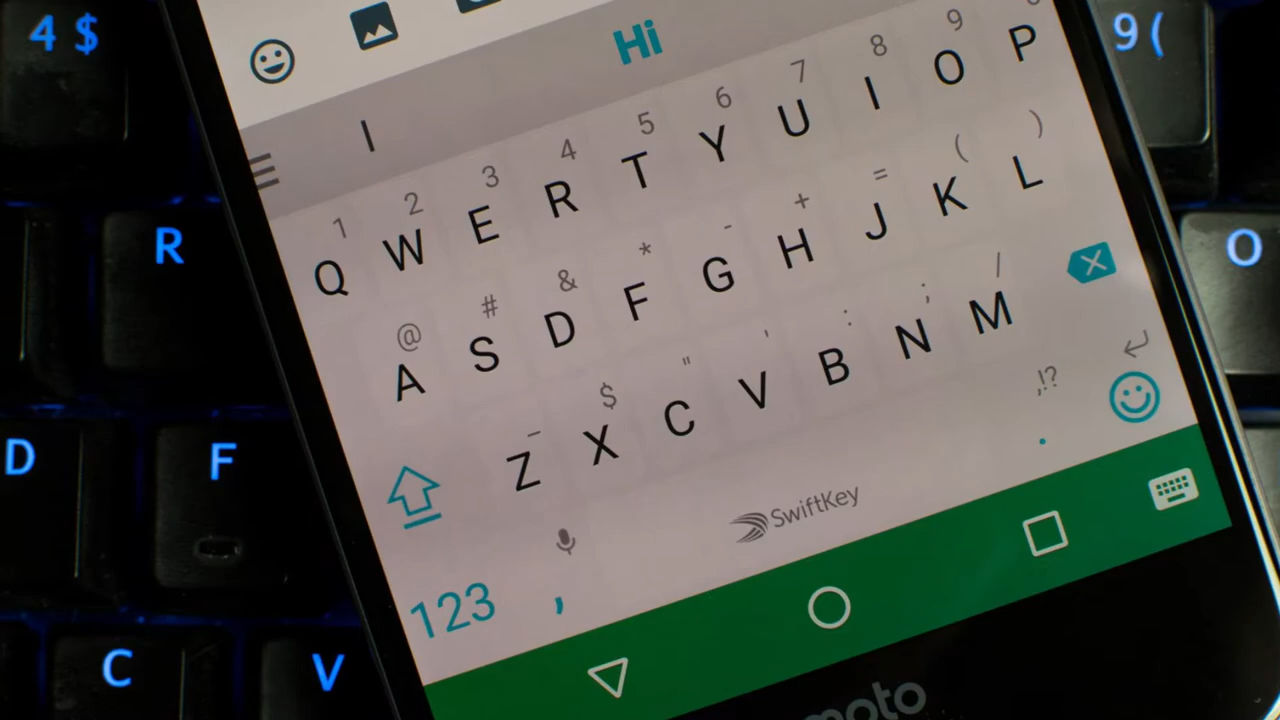 4 $
9 (
Hi
I
1 2 3 4 5 6 7 8 9
Q W E R T Y U I O P
@ # & * - + = ( )
A S D F G H J K L
_ $ " ' : ; /
Z X C V B N M
,!?
123 , SwiftKey .
moto
R
O
D F
C V